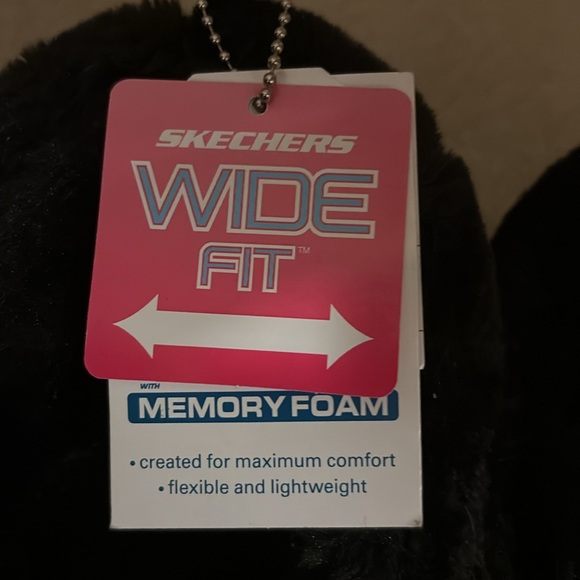 SKECHERS
WIDE
FIT™
WITH
MEMORY FOAM
• created for maximum comfort
• flexible and lightweight